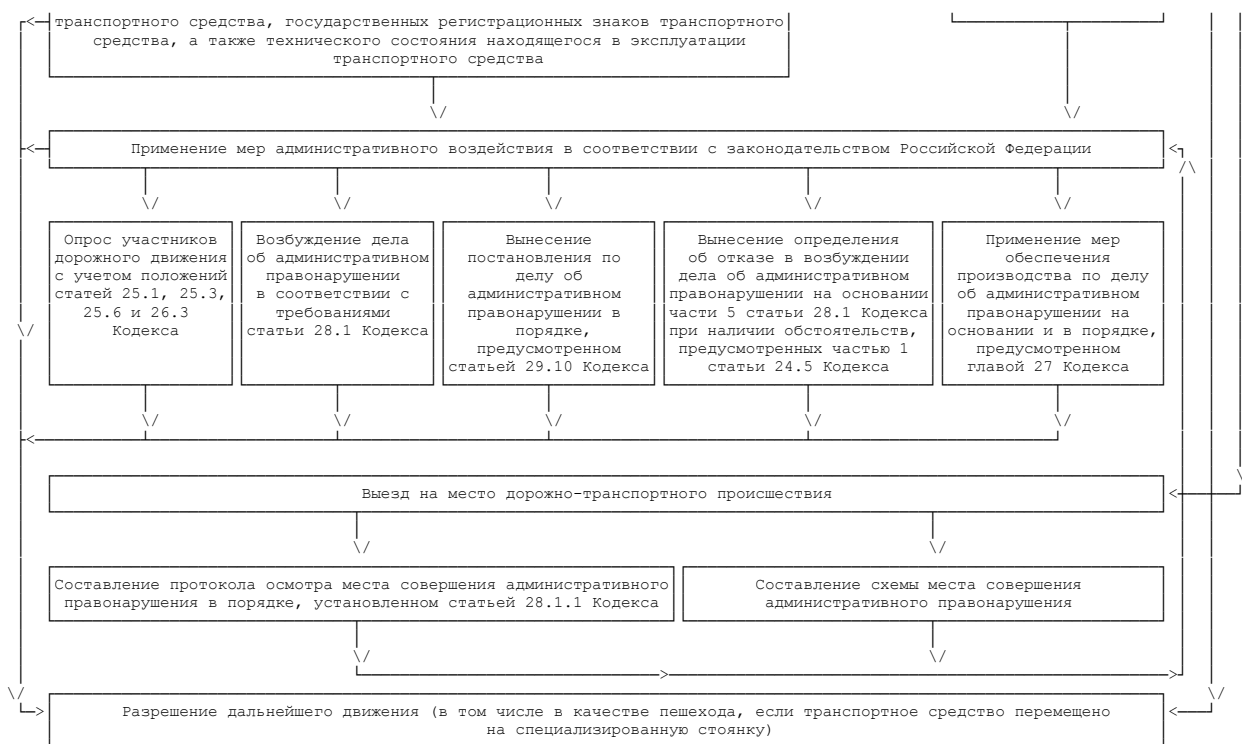 транспортного средства, государственных регистрационных знаков транспортного
средства, а также технического состояния находящегося в эксплуатации
транспортного средства
Применение мер административного воздействия в соответствии с законодательством Российской Федерации
Опрос участников
дорожного движения
с учетом положений
статей 25.1, 25.3,
25.6 и 26.3
Кодекса
Возбуждение дела
об административном
правонарушении
в соответствии с
требованиями
статьи 28.1 Кодекса
Вынесение
постановления по
делу об
административном
правонарушении в
порядке,
предусмотренном
статьей 29.10 Кодекса
Вынесение определения
об отказе в возбуждении
дела об административном
правонарушении на основании
части 5 статьи 28.1 Кодекса
при наличии обстоятельств,
предусмотренных частью 1
статьи 24.5 Кодекса
Применение мер
обеспечения
производства по делу
об административном
правонарушении на
основании и в порядке,
предусмотренном
главой 27 Кодекса
Выезд на место дорожно-транспортного происшествия
Составление протокола осмотра места совершения административного
правонарушения в порядке, установленном статьей 28.1.1 Кодекса
Составление схемы места совершения
административного правонарушения
Разрешение дальнейшего движения (в том числе в качестве пешехода, если транспортное средство перемещено
на специализированную стоянку)